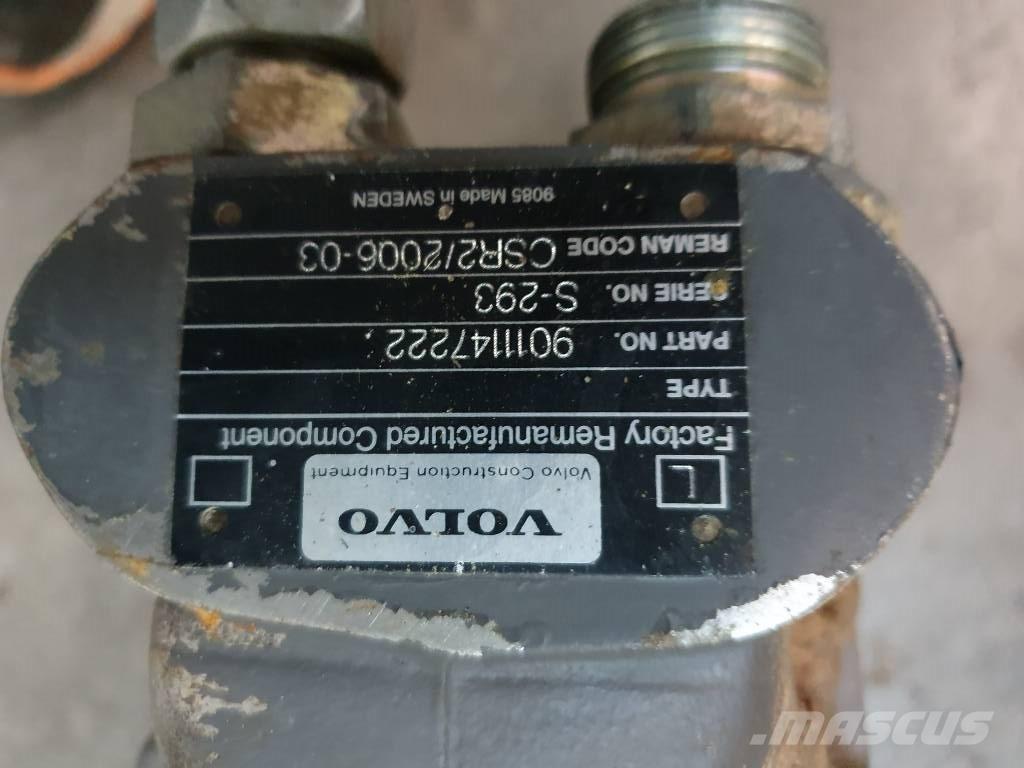 VOLVO
Volvo Construction Equipment
L
Factory Remanufactured Component
TYPE
PART NO. 9011147222
SERIE NO. S-293
REMAN CODE CSR2/2006-03
9085 Made in SWEDEN
MASCUS